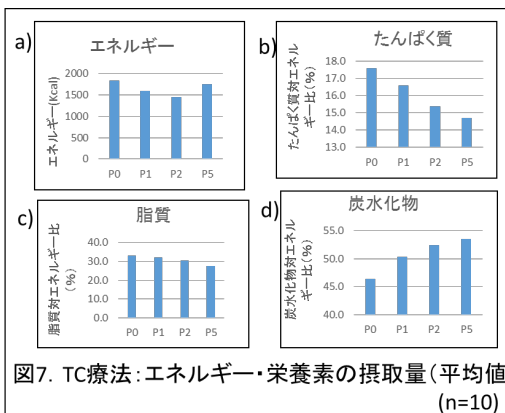 a)
エネルギー
エネルギー(Kcal)
2000
1500
1000
500
0
P0 P1 P2 P5
b)
たんぱく質
たんぱく質対エネル
ギー比(%)
18.0
17.0
16.0
15.0
14.0
13.0
P0 P1 P2 P5
c)
脂質
脂質対エネルギー比
(%)
40.0
30.0
20.0
10.0
0.0
P0 P1 P2 P5
d)
炭水化物
炭水化物対エネル
ギー比(%)
55.0
50.0
45.0
40.0
P0 P1 P2 P5
図7. TC療法:エネルギー・栄養素の摂取量(平均値
(n=10)